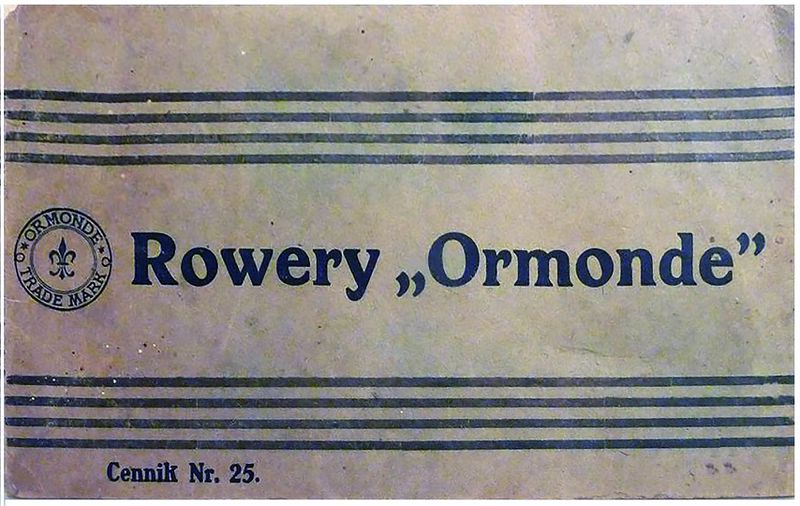 ORMONDE
TRADE MARK
Rowery „Ormonde”
Cennik Nr. 25.